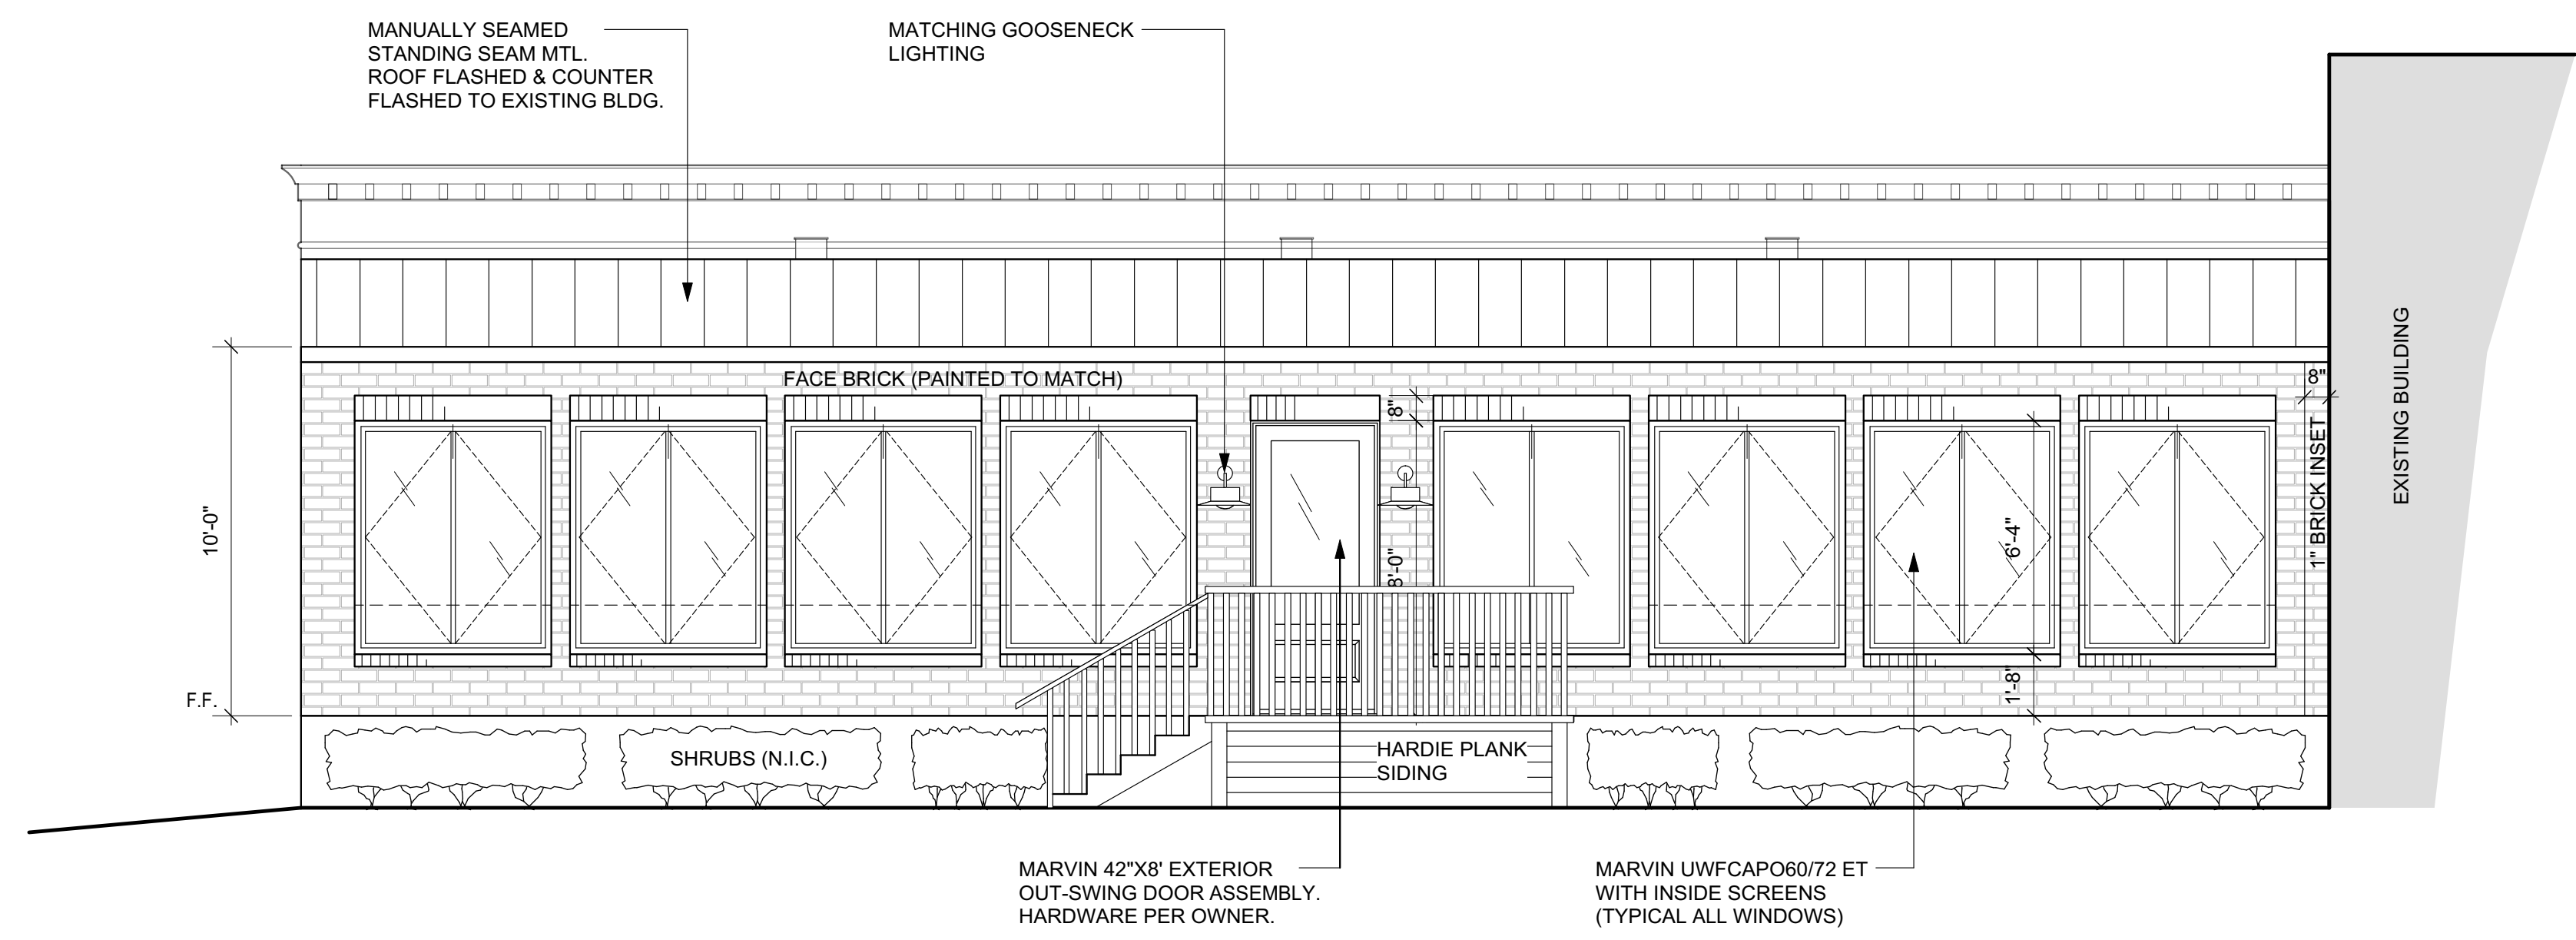 MANUALLY SEAMED
STANDING SEAM MTL.
ROOF FLASHED & COUNTER
FLASHED TO EXISTING BLDG.
MATCHING GOOSENECK
LIGHTING
FACE BRICK (PAINTED TO MATCH)
8"
8"
10'-0"
8'-0"
6'-4"
1'-8"
1" BRICK INSET
EXISTING BUILDING
F.F.
SHRUBS (N.I.C.)
HARDIE PLANK
SIDING
MARVIN 42"X8' EXTERIOR
OUT-SWING DOOR ASSEMBLY.
HARDWARE PER OWNER.
MARVIN UWFCAPO60/72 ET
WITH INSIDE SCREENS
(TYPICAL ALL WINDOWS)